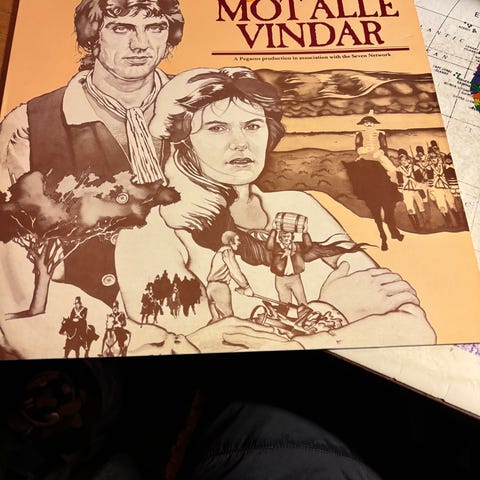 MOT ALLE
VINDAR
A Pegasus production in association with the Seven Network